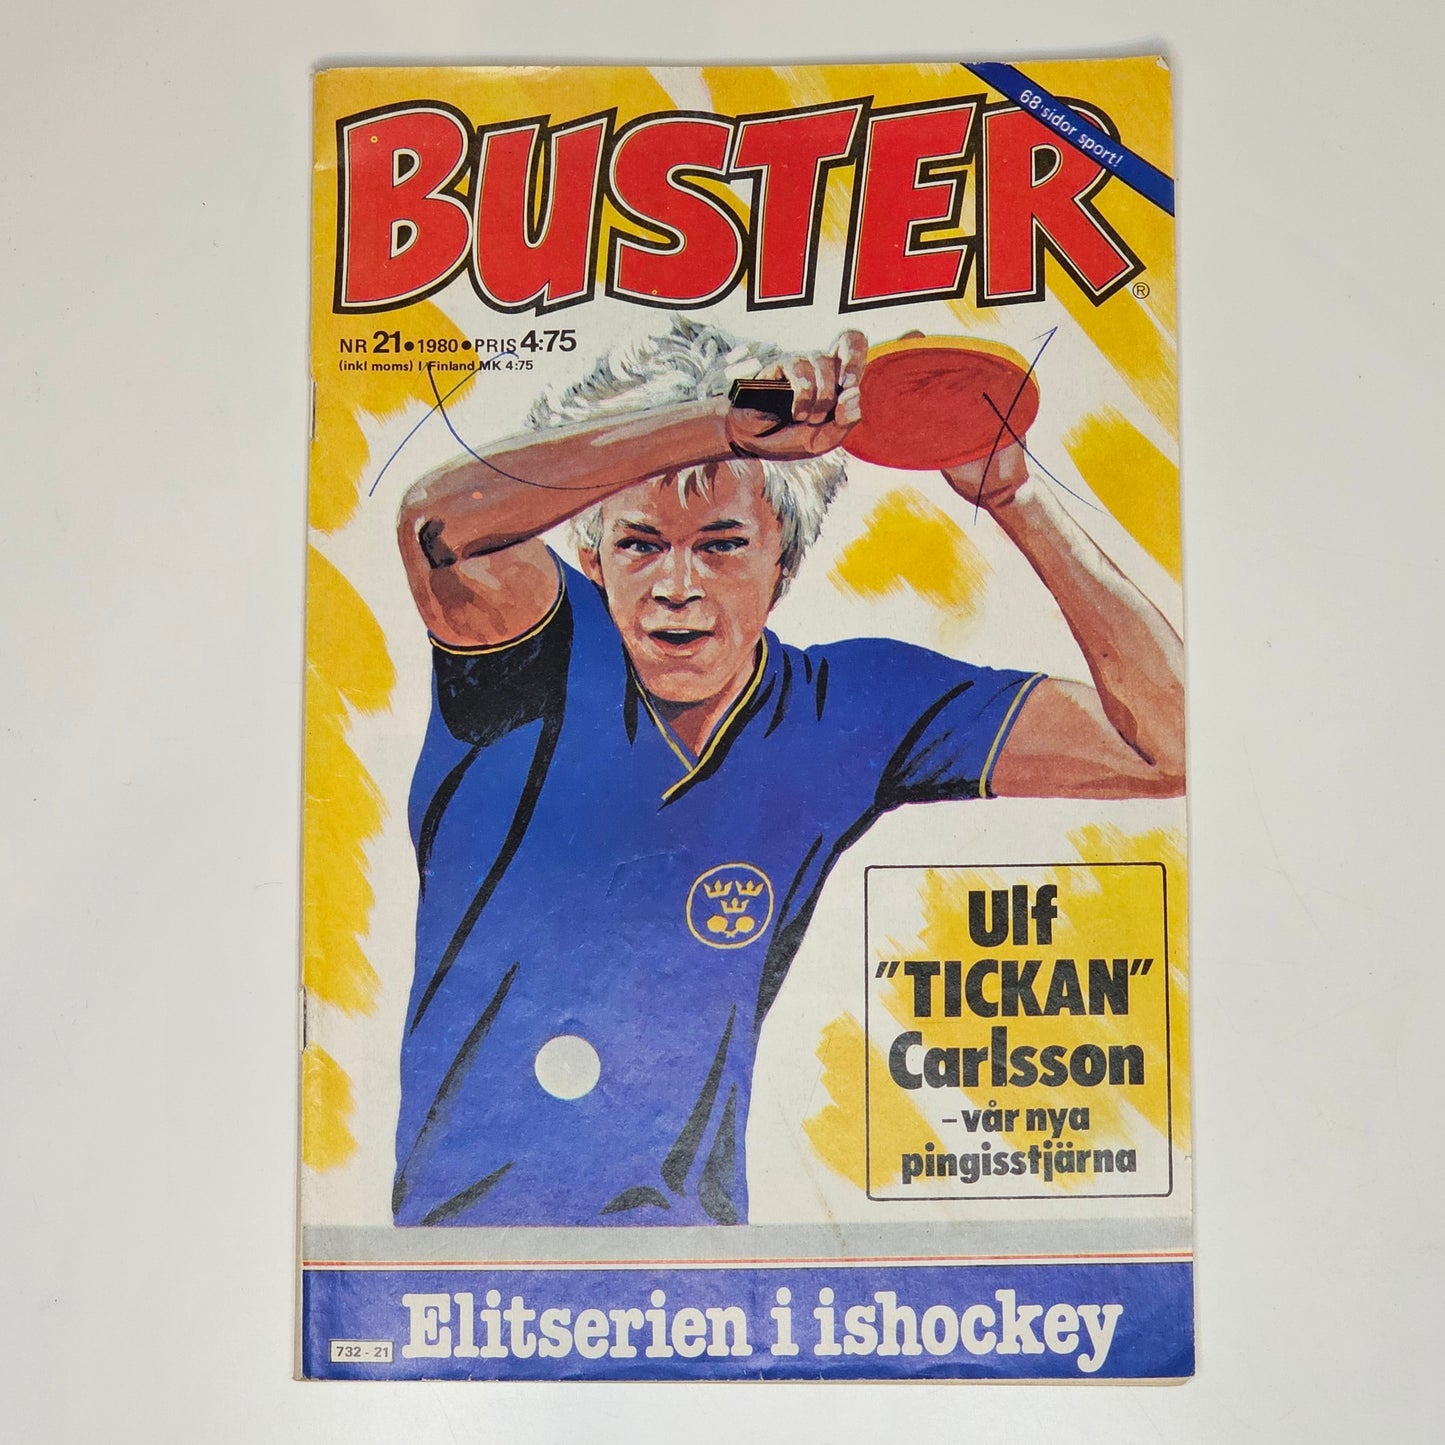 68 sidor sport!
BUSTER®
NR 21•1980•PRIS 4:75
(inkl moms) I Finland MK 4:75
Ulf
"TICKAN"
Carlsson
–vår nya
pingisstjärna
732-21
Elitserien i ishockey